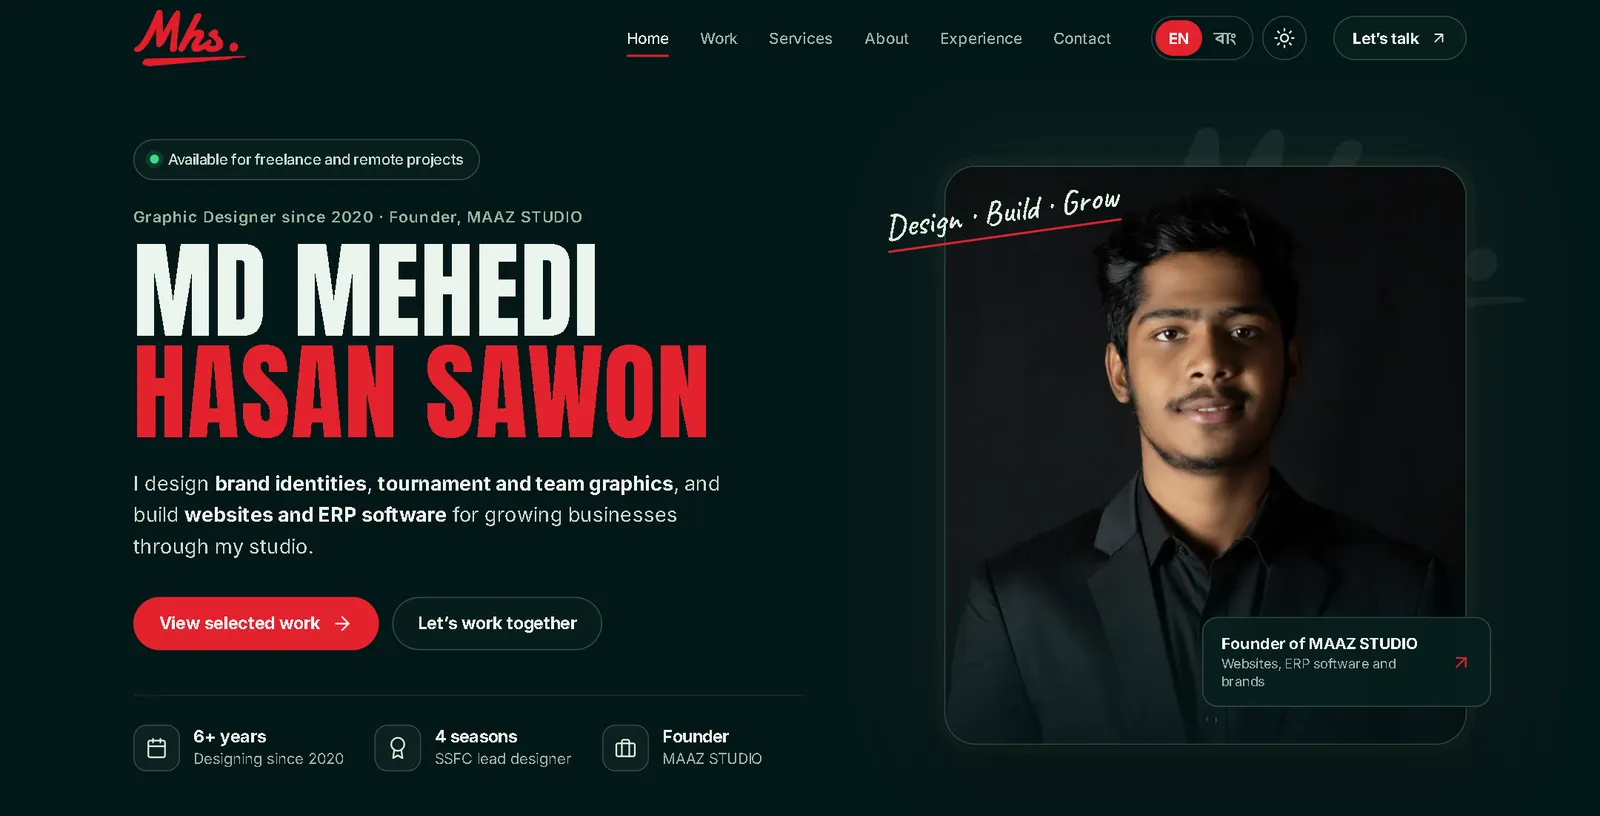 Mhs.
Home Work Services About Experience Contact EN বাং Let's talk
Available for freelance and remote projects
Graphic Designer since 2020 · Founder, MAAZ STUDIO
MD MEHEDI
HASAN SAWON
I design brand identities, tournament and team graphics, and
build websites and ERP software for growing businesses
through my studio.
View selected work
Let's work together
6+ years
Designing since 2020
4 seasons
SSFC lead designer
Founder
MAAZ STUDIO
Design · Build · Grow
Founder of MAAZ STUDIO
Websites, ERP software and
brands